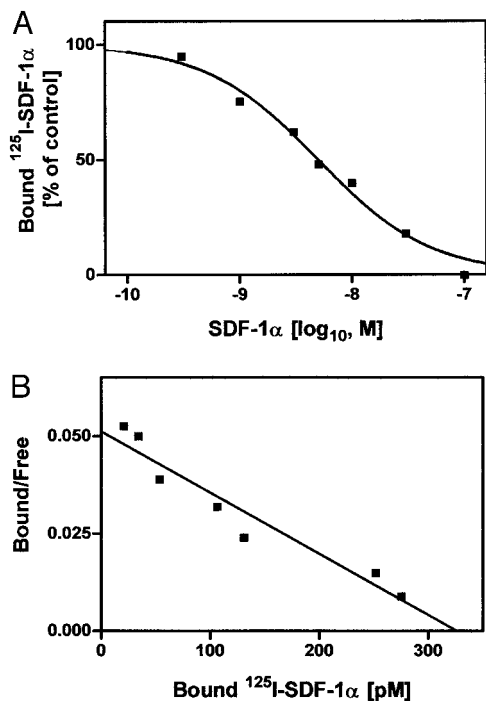 A
Bound ¹²⁵I-SDF-1α
[% of control]
100
50
0
-10
-9
-8
-7
SDF-1α [log₁₀, M]
B
Bound/Free
0.050
0.025
0.000
0
100
200
300
Bound ¹²⁵I-SDF-1α [pM]